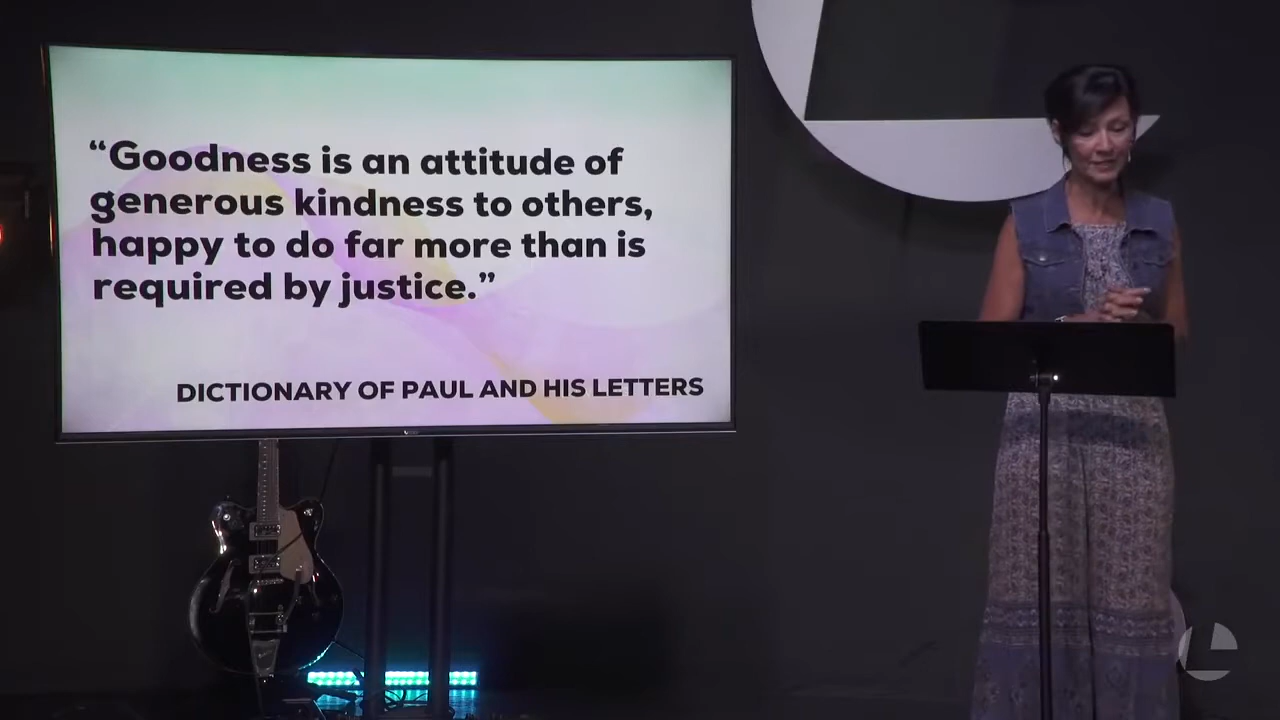 “Goodness is an attitude of
generous kindness to others,
happy to do far more than is
required by justice.”
DICTIONARY OF PAUL AND HIS LETTERS